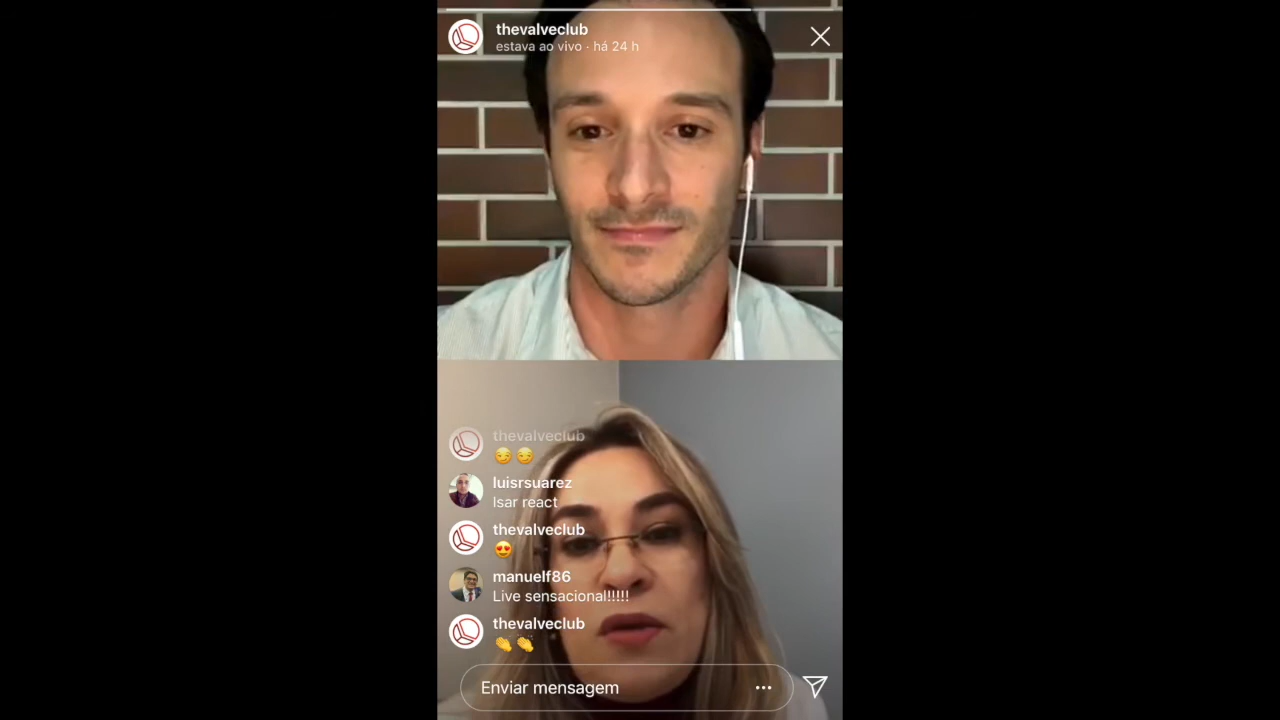 thevalveclub
estava ao vivo · há 24 h
thevalveclub
😏 😏
luisrsuarez
Isar react
thevalveclub
😍
manuelf86
Live sensacional!!!!!
thevalveclub
👏 👏
Enviar mensagem